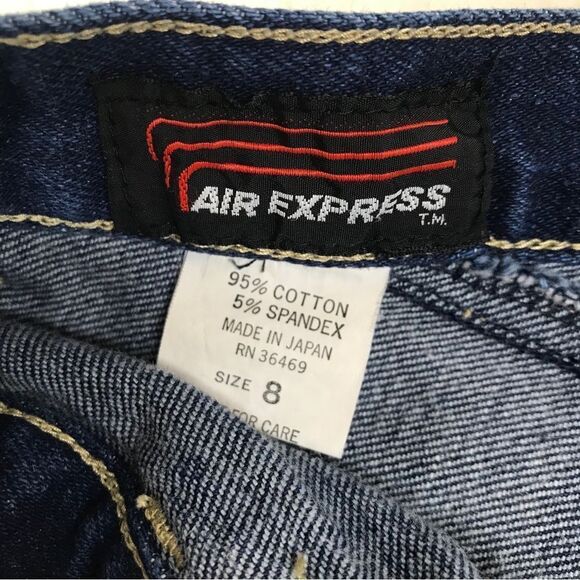 AIR EXPRESS
T.M.
95% COTTON
5% SPANDEX
MADE IN JAPAN
RN 36469
SIZE 8
FOR CARE